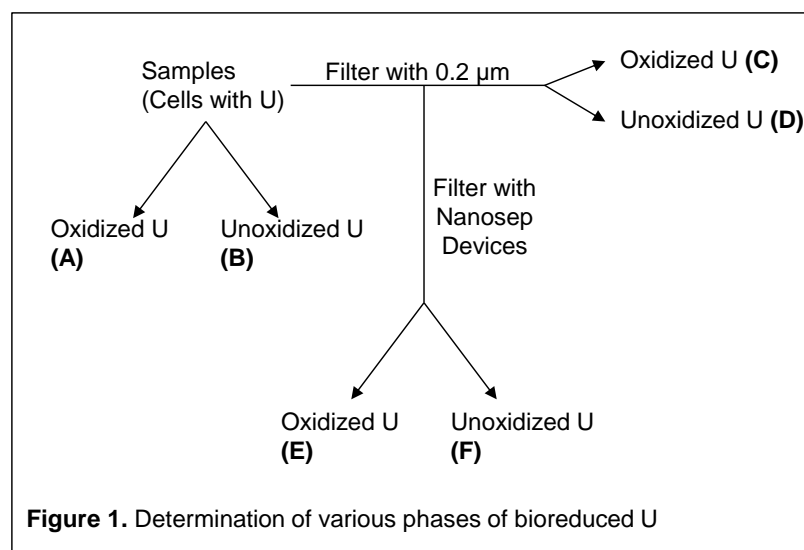 Samples
(Cells with U)
Filter with 0.2 µm
Oxidized U (C)
Unoxidized U (D)
Filter with
Nanosep
Devices
Oxidized U
(A)
Unoxidized U
(B)
Oxidized U
(E)
Unoxidized U
(F)
Figure 1. Determination of various phases of bioreduced U